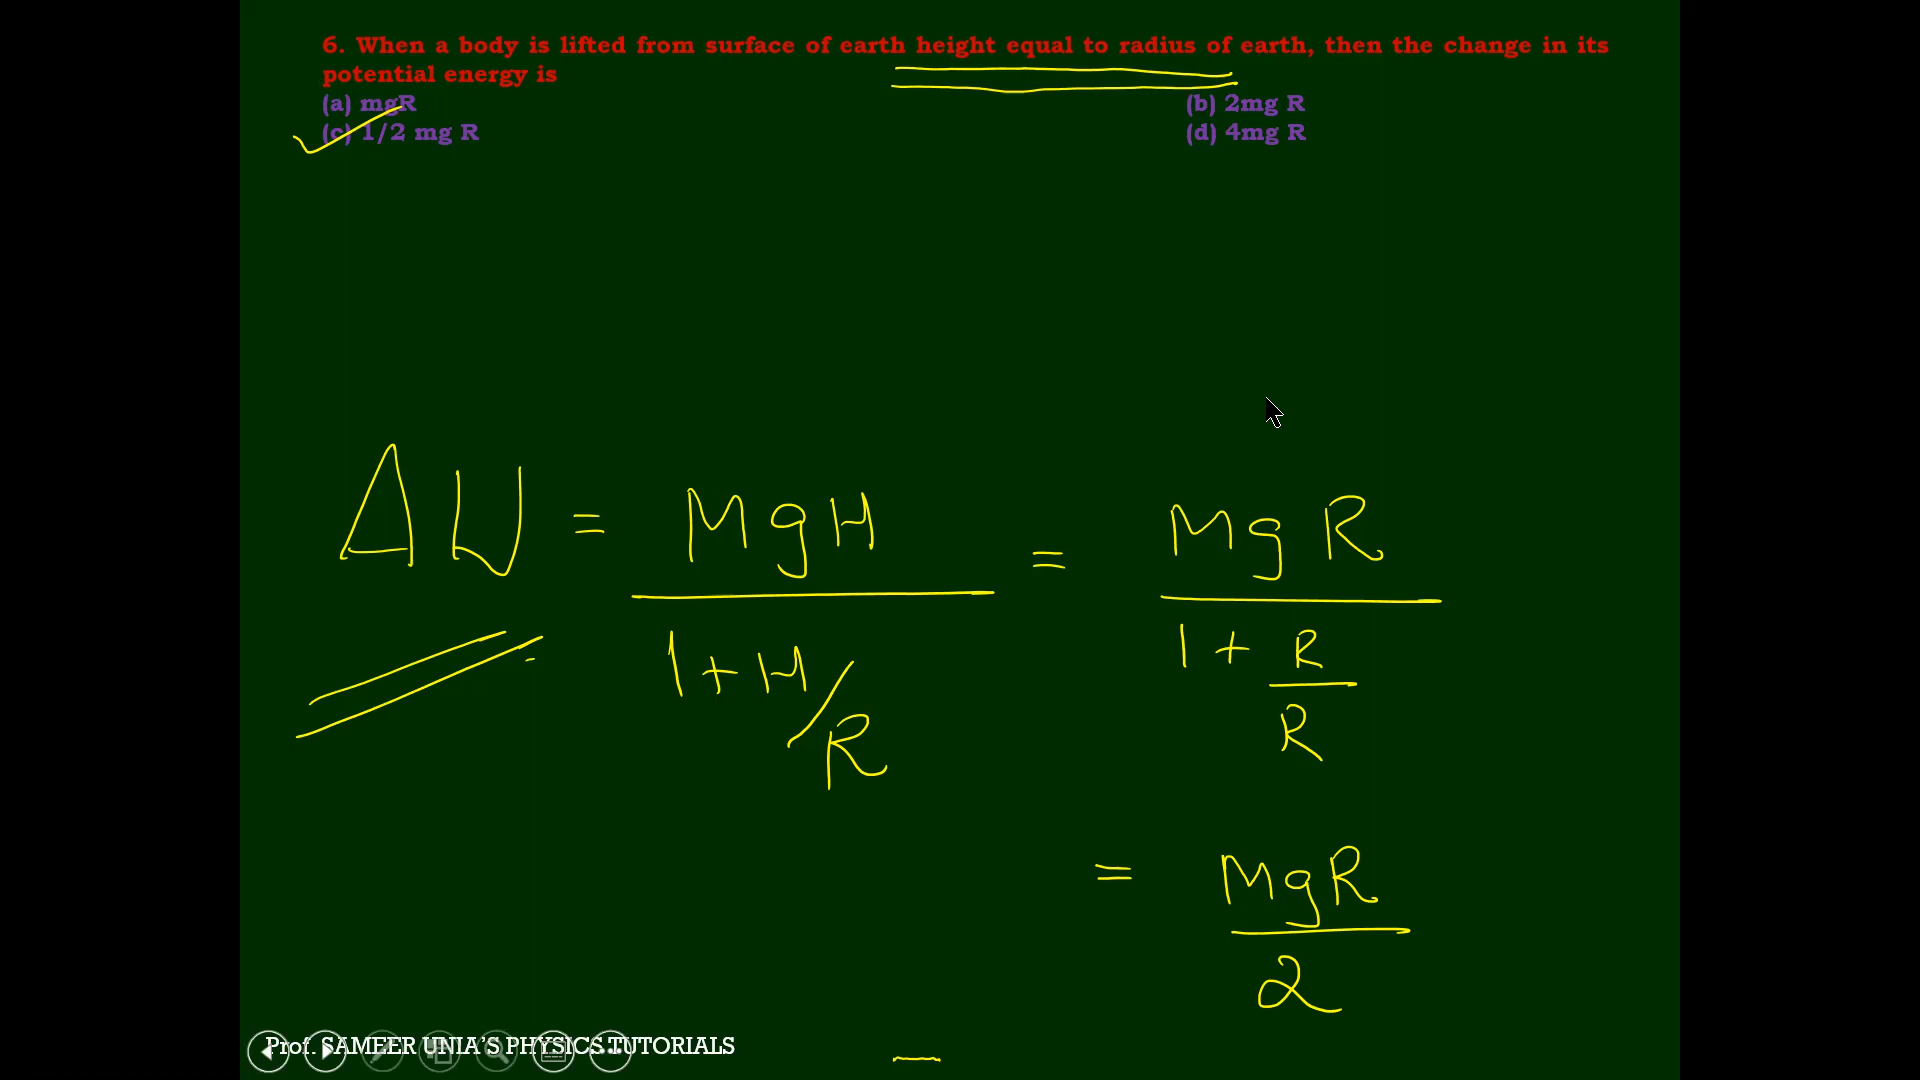 6. When a body is lifted from surface of earth height equal to radius of earth, then the change in its
potential energy is
(a) mgR (b) 2mg R
(c) 1/2 mg R (d) 4mg R
ΔU = MgH / 1 + H/R = MgR / 1 + R/R
= MgR / 2
Prof. SAMEER UNIA'S PHYSICS TUTORIALS